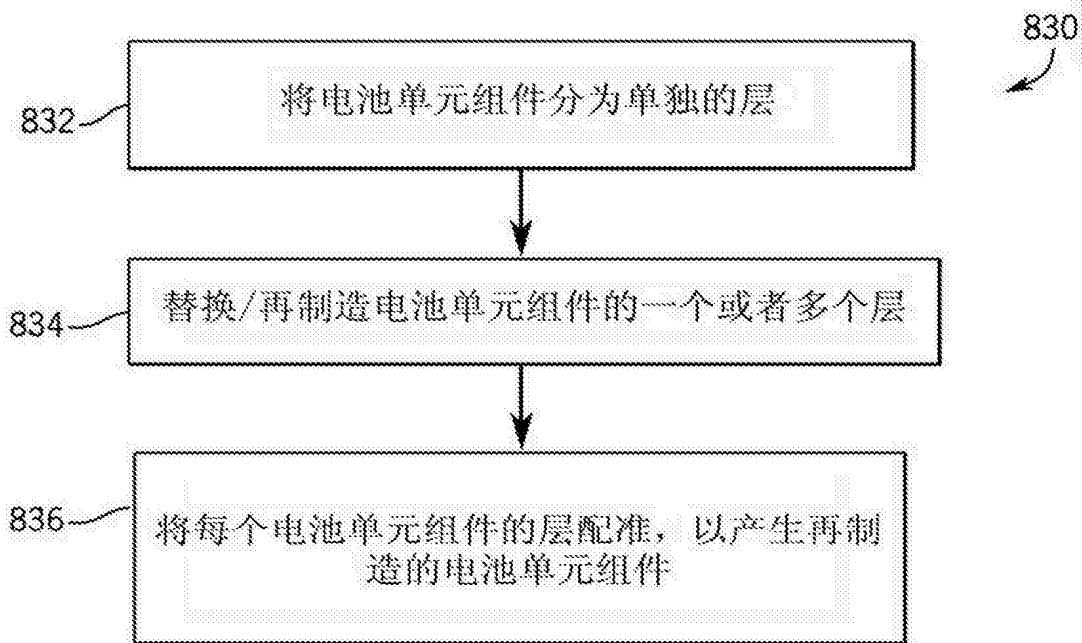 830
832
将电池单元组件分为单独的层
834
替换/再制造电池单元组件的一个或者多个层
836
将每个电池单元组件的层配准，以产生再制
造的电池单元组件